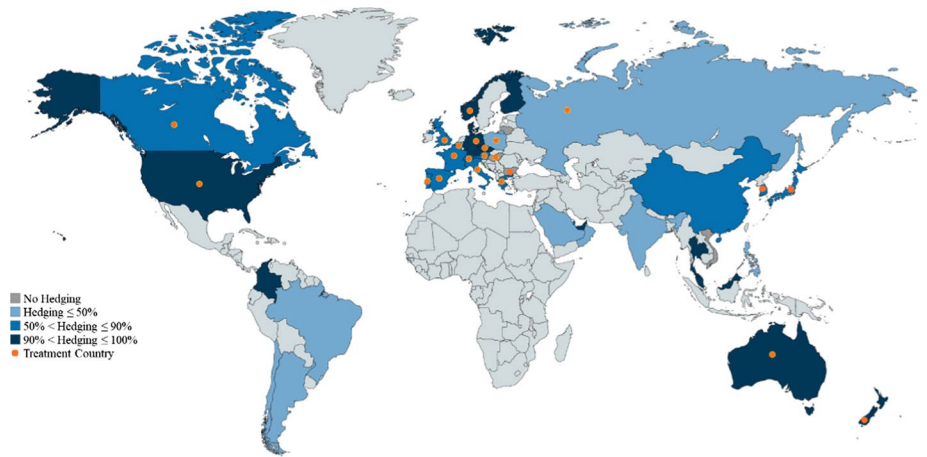 No Hedging
Hedging ≤ 50%
50% < Hedging ≤ 90%
90% < Hedging ≤ 100%
Treatment Country